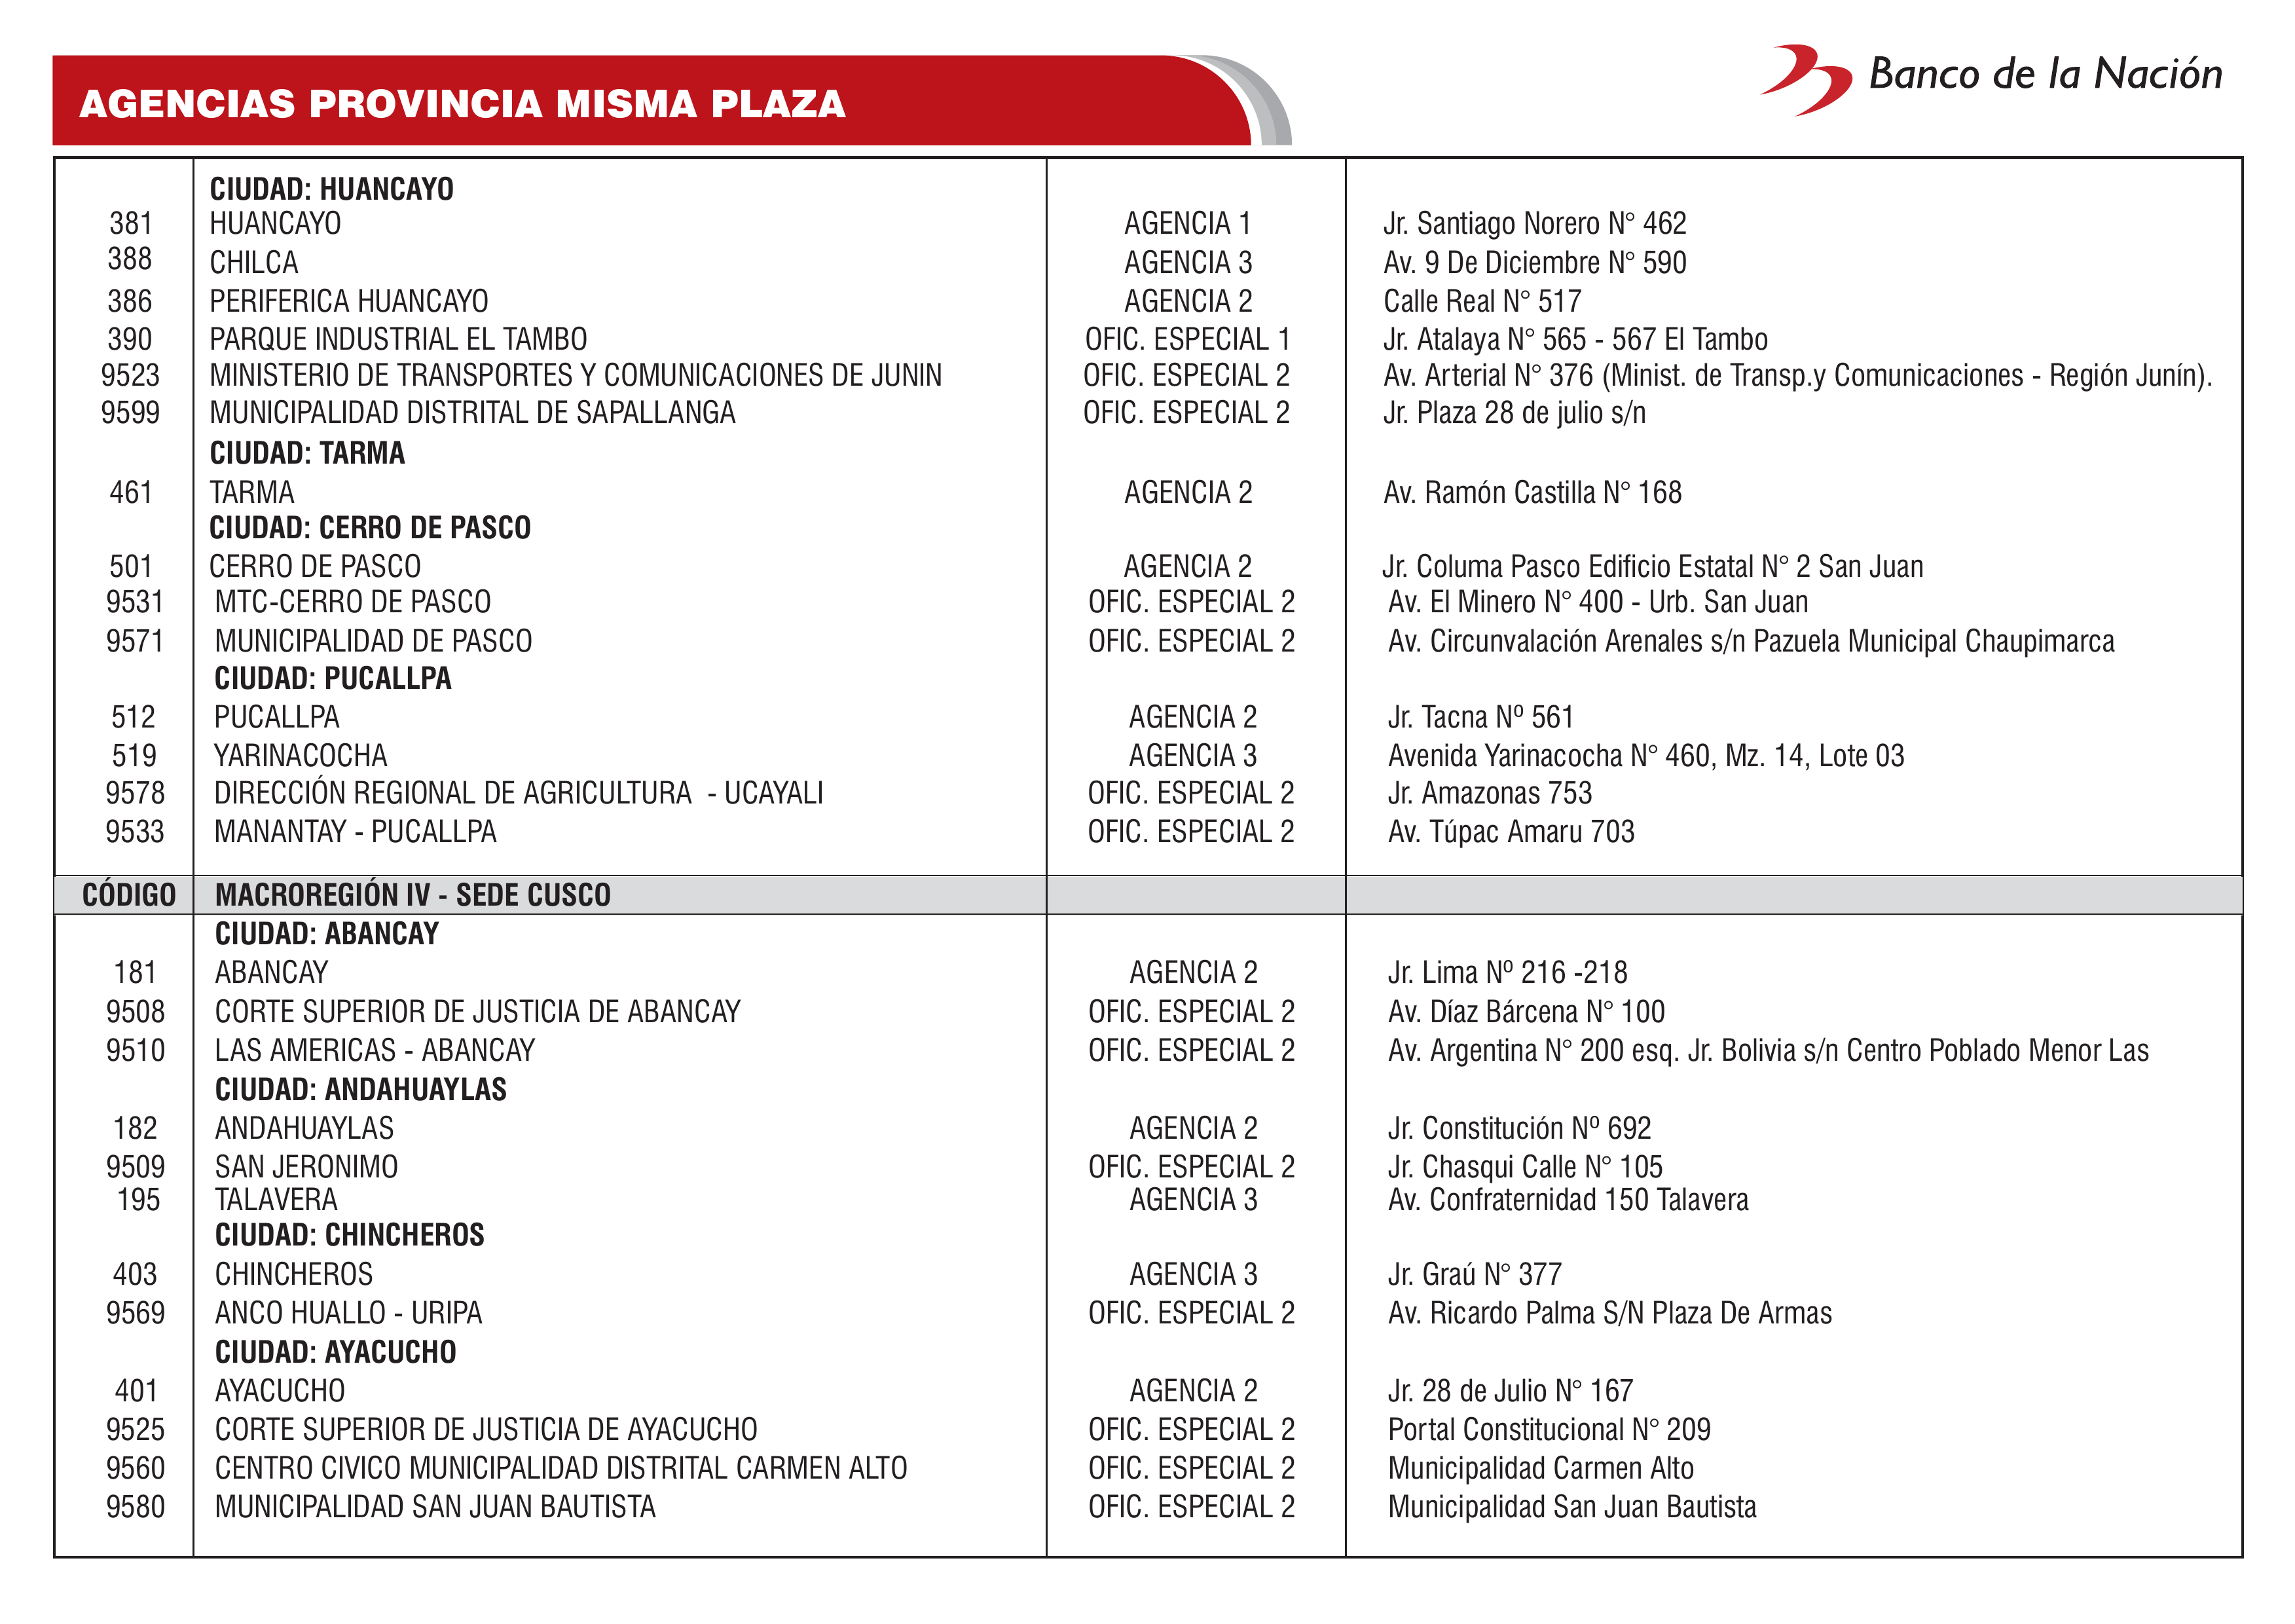 AGENCIAS PROVINCIA MISMA PLAZA
Banco de la Nación
CIUDAD: HUANCAYO
381 HUANCAYO AGENCIA 1 Jr. Santiago Norero N° 462
388 CHILCA AGENCIA 3 Av. 9 De Diciembre N° 590
386 PERIFERICA HUANCAYO AGENCIA 2 Calle Real N° 517
390 PARQUE INDUSTRIAL EL TAMBO OFIC. ESPECIAL 1 Jr. Atalaya N° 565 - 567 El Tambo
9523 MINISTERIO DE TRANSPORTES Y COMUNICACIONES DE JUNIN OFIC. ESPECIAL 2 Av. Arterial N° 376 (Minist. de Transp.y Comunicaciones - Región Junín).
9599 MUNICIPALIDAD DISTRITAL DE SAPALLANGA OFIC. ESPECIAL 2 Jr. Plaza 28 de julio s/n
CIUDAD: TARMA
461 TARMA AGENCIA 2 Av. Ramón Castilla N° 168
CIUDAD: CERRO DE PASCO
501 CERRO DE PASCO AGENCIA 2 Jr. Columa Pasco Edificio Estatal N° 2 San Juan
9531 MTC-CERRO DE PASCO OFIC. ESPECIAL 2 Av. El Minero N° 400 - Urb. San Juan
9571 MUNICIPALIDAD DE PASCO OFIC. ESPECIAL 2 Av. Circunvalación Arenales s/n Pazuela Municipal Chaupimarca
CIUDAD: PUCALLPA
512 PUCALLPA AGENCIA 2 Jr. Tacna Nº 561
519 YARINACOCHA AGENCIA 3 Avenida Yarinacocha N° 460, Mz. 14, Lote 03
9578 DIRECCIÓN REGIONAL DE AGRICULTURA - UCAYALI OFIC. ESPECIAL 2 Jr. Amazonas 753
9533 MANANTAY - PUCALLPA OFIC. ESPECIAL 2 Av. Túpac Amaru 703
CÓDIGO MACROREGIÓN IV - SEDE CUSCO
CIUDAD: ABANCAY
181 ABANCAY AGENCIA 2 Jr. Lima Nº 216 -218
9508 CORTE SUPERIOR DE JUSTICIA DE ABANCAY OFIC. ESPECIAL 2 Av. Díaz Bárcena N° 100
9510 LAS AMERICAS - ABANCAY OFIC. ESPECIAL 2 Av. Argentina N° 200 esq. Jr. Bolivia s/n Centro Poblado Menor Las
CIUDAD: ANDAHUAYLAS
182 ANDAHUAYLAS AGENCIA 2 Jr. Constitución Nº 692
9509 SAN JERONIMO OFIC. ESPECIAL 2 Jr. Chasqui Calle N° 105
195 TALAVERA AGENCIA 3 Av. Confraternidad 150 Talavera
CIUDAD: CHINCHEROS
403 CHINCHEROS AGENCIA 3 Jr. Graú N° 377
9569 ANCO HUALLO - URIPA OFIC. ESPECIAL 2 Av. Ricardo Palma S/N Plaza De Armas
CIUDAD: AYACUCHO
401 AYACUCHO AGENCIA 2 Jr. 28 de Julio N° 167
9525 CORTE SUPERIOR DE JUSTICIA DE AYACUCHO OFIC. ESPECIAL 2 Portal Constitucional N° 209
9560 CENTRO CIVICO MUNICIPALIDAD DISTRITAL CARMEN ALTO OFIC. ESPECIAL 2 Municipalidad Carmen Alto
9580 MUNICIPALIDAD SAN JUAN BAUTISTA OFIC. ESPECIAL 2 Municipalidad San Juan Bautista